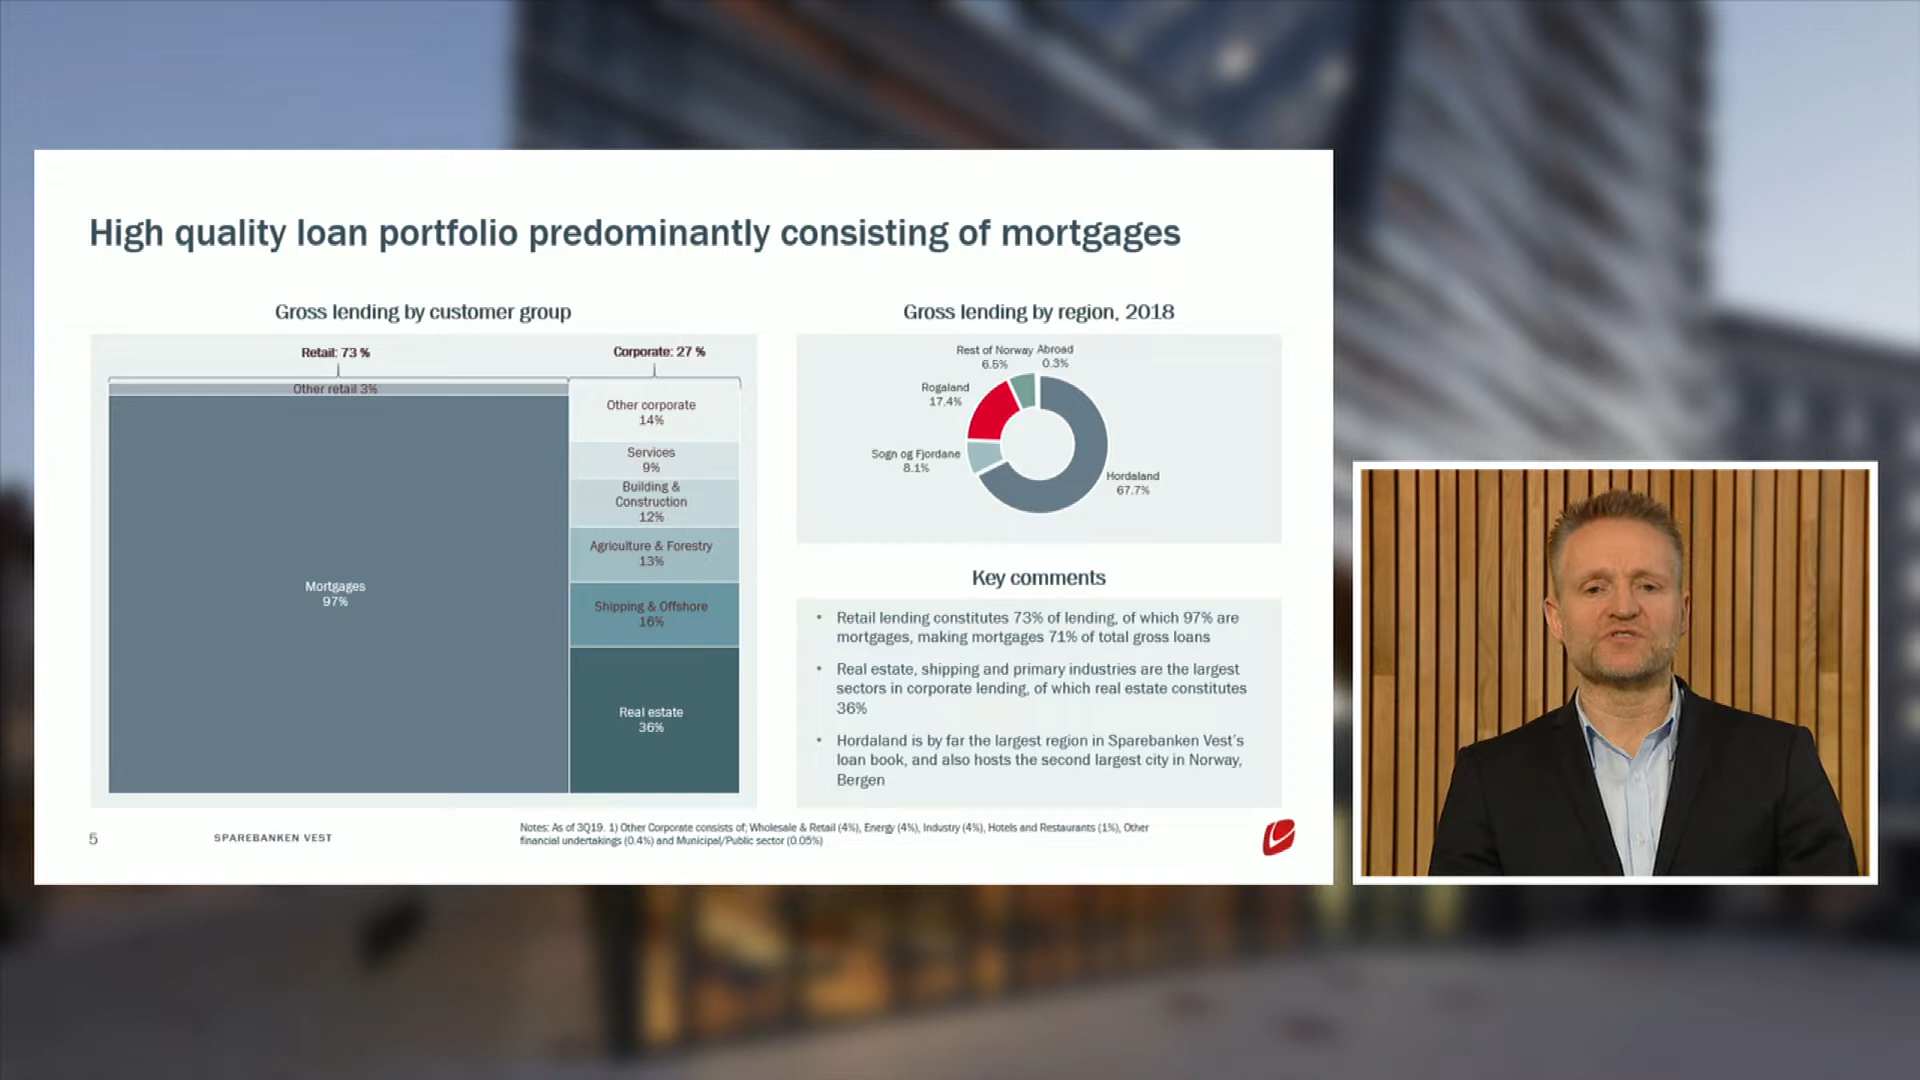 High quality loan portfolio predominantly consisting of mortgages
Gross lending by customer group
Retail: 73 %
Corporate: 27 %
Other retail 3%
Mortgages
97%
Other corporate
14%
Services
9%
Building &
Construction
12%
Agriculture & Forestry
13%
Shipping & Offshore
16%
Real estate
36%
Gross lending by region, 2018
Rest of Norway
6.5%
Abroad
0.3%
Rogaland
17.4%
Sogn og Fjordane
8.1%
Hordaland
67.7%
Key comments
• Retail lending constitutes 73% of lending, of which 97% are
mortgages, making mortgages 71% of total gross loans
• Real estate, shipping and primary industries are the largest
sectors in corporate lending, of which real estate constitutes
36%
• Hordaland is by far the largest region in Sparebanken Vest's
loan book, and also hosts the second largest city in Norway,
Bergen
5
SPAREBANKEN VEST
Notes: As of 3Q19. 1) Other Corporate consists of; Wholesale & Retail (4%), Energy (4%), Industry (4%), Hotels and Restaurants (1%), Other
financial undertakings (0.4%) and Municipal/Public sector (0.05%)